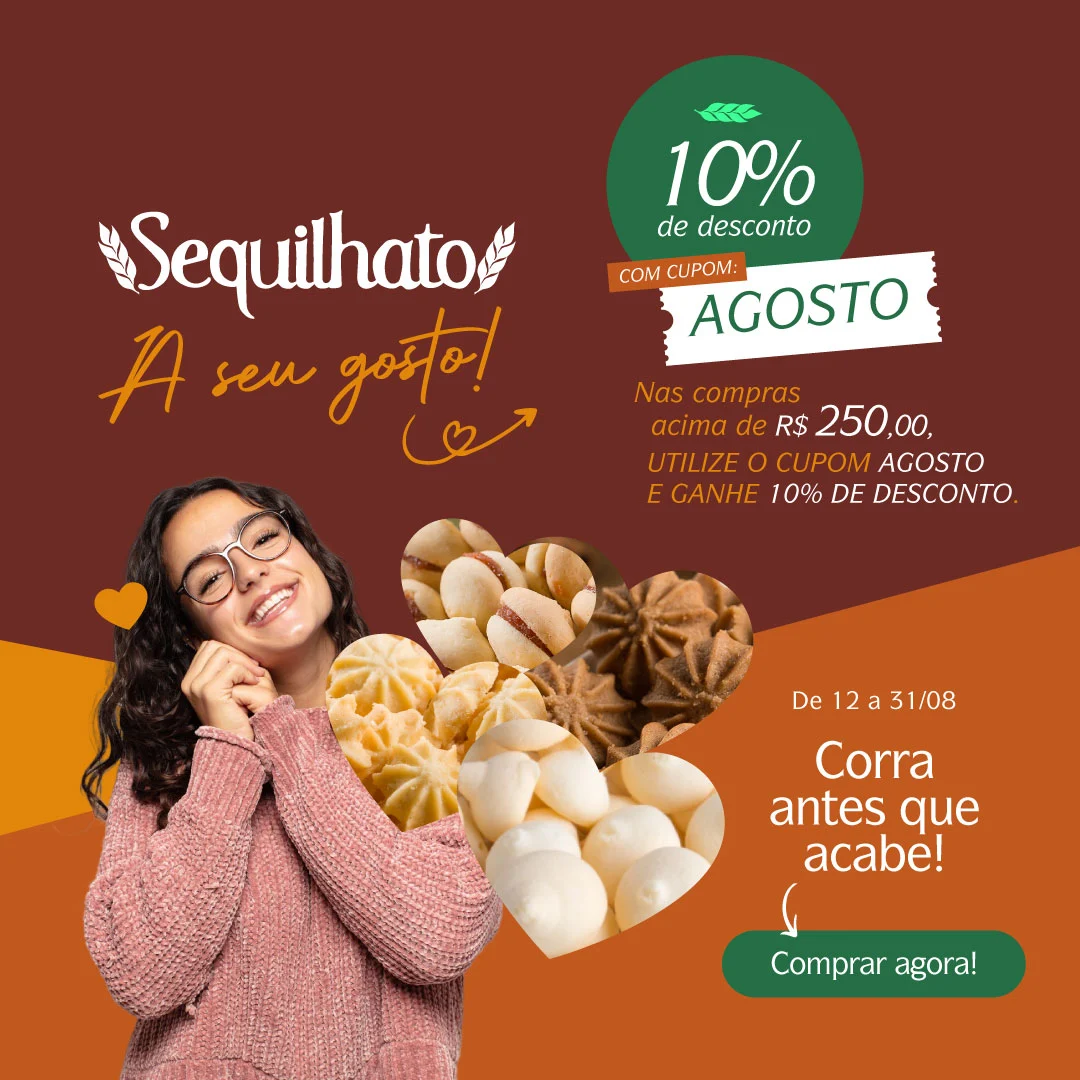 Sequilhato
A seu gosto!
10%
de desconto
COM CUPOM:
AGOSTO
Nas compras
acima de R$ 250,00,
UTILIZE O CUPOM AGOSTO
E GANHE 10% DE DESCONTO.
De 12 a 31/08
Corra
antes que
acabe!
Comprar agora!